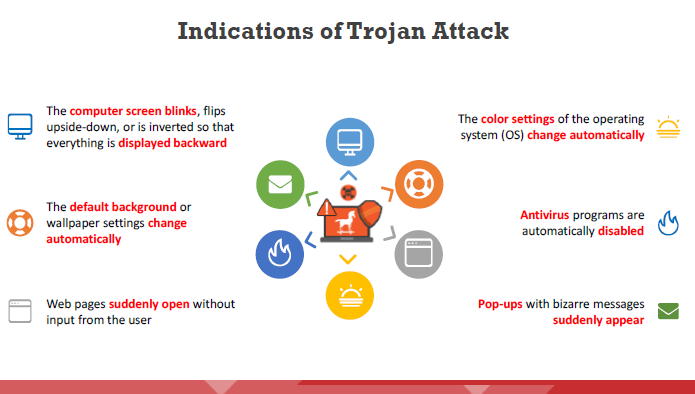 Indications of Trojan Attack
The computer screen blinks, flips
upside-down, or is inverted so that
everything is displayed backward
The default background or
wallpaper settings change
automatically
Web pages suddenly open without
input from the user
The color settings of the operating
system (OS) change automatically
Antivirus programs are
automatically disabled
Pop-ups with bizarre messages
suddenly appear